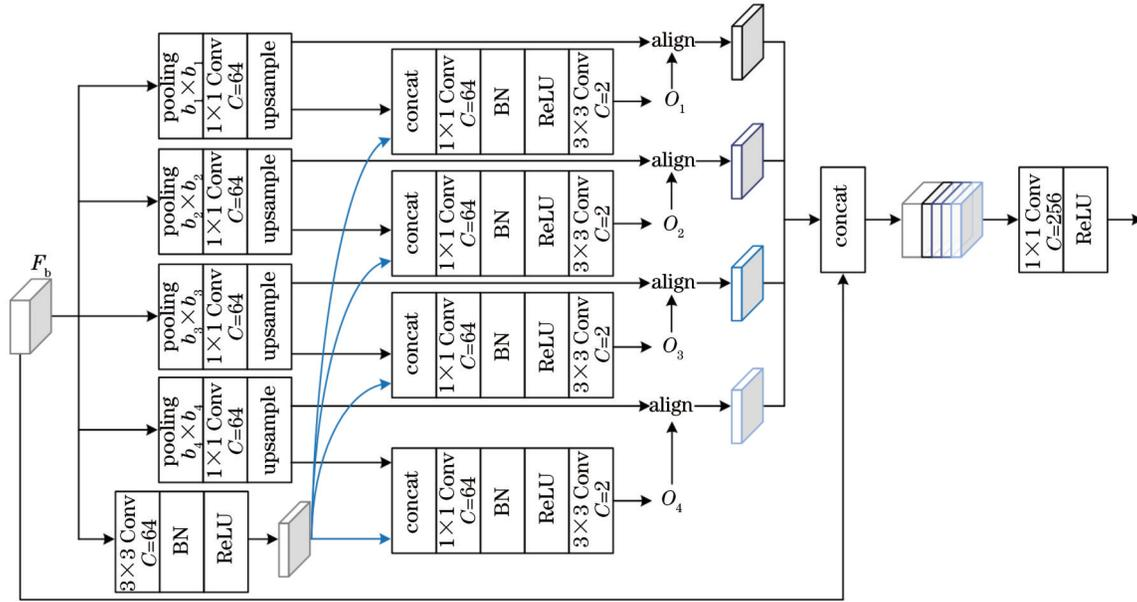 F_b
pooling
b_1×b_1
1×1 Conv
C=64
upsample
concat
1×1 Conv
C=64
BN
ReLU
3×3 Conv
C=2
O_1
align
pooling
b_2×b_2
1×1 Conv
C=64
upsample
concat
1×1 Conv
C=64
BN
ReLU
3×3 Conv
C=2
O_2
align
pooling
b_3×b_3
1×1 Conv
C=64
upsample
concat
1×1 Conv
C=64
BN
ReLU
3×3 Conv
C=2
O_3
align
pooling
b_4×b_4
1×1 Conv
C=64
upsample
concat
1×1 Conv
C=64
BN
ReLU
3×3 Conv
C=2
O_4
align
3×3 Conv
C=64
BN
ReLU
concat
1×1 Conv
C=256
ReLU